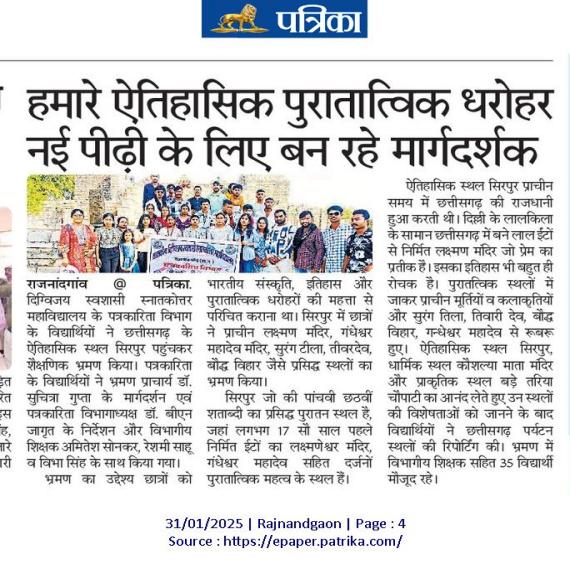 पत्रिका
हमारे ऐतिहासिक पुरातात्विक धरोहर
नई पीढ़ी के लिए बन रहे मार्गदर्शक
राजनांदगांव @ पत्रिका.
दिग्विजय स्वशासी स्नातकोत्तर
महाविद्यालय के पत्रकारिता विभाग
के विद्यार्थियों ने छत्तीसगढ़ के
ऐतिहासिक स्थल सिरपुर पहुंचकर
शैक्षणिक भ्रमण किया। पत्रकारिता
के विद्यार्थियों ने भ्रमण प्राचार्य डॉ.
सुचित्रा गुप्ता के मार्गदर्शन एवं
पत्रकारिता विभागाध्यक्ष डॉ. बीएन
जागृत के निर्देशन और विभागीय
शिक्षक अमितेश सोनकर, रेशमी साहू
व विभा सिंह के साथ किया गया।
भ्रमण का उद्देश्य छात्रों को
भारतीय संस्कृति, इतिहास और
पुरातात्विक धरोहरों की महत्ता से
परिचित कराना था। सिरपुर में छात्रों
ने प्राचीन लक्ष्मण मंदिर, गंधेश्वर
महादेव मंदिर, सुरंग टीला, तीवरदेव,
बौद्ध विहार जैसे प्रसिद्ध स्थलों का
भ्रमण किया।
सिरपुर जो की पांचवी छठवीं
शताब्दी का प्रसिद्ध पुरातन स्थल है,
जहां लगभग 17 सौ साल पहले
निर्मित ईटों का लक्ष्मणेश्वर मंदिर,
गंधेश्वर महादेव सहित दर्जनों
पुरातात्विक महत्व के स्थल हैं।
ऐतिहासिक स्थल सिरपुर प्राचीन
समय में छत्तीसगढ़ की राजधानी
हुआ करती थी। दिल्ली के लालकिला
के सामान छत्तीसगढ़ में बने लाल ईंटों
से निर्मित लक्ष्मण मंदिर जो प्रेम का
प्रतीक है। इसका इतिहास भी बहुत ही
रोचक है। पुरातत्विक स्थलों में
जाकर प्राचीन मूर्तियों व कलाकृतियों
और सुरंग तिला, तिवारी देव, बौद्ध
विहार, गन्धेश्वर महादेव से रूबरू
हुए। ऐतिहासिक स्थल सिरपुर,
धार्मिक स्थल कौशल्या माता मंदिर
और प्राकृतिक स्थल बड़े तरिया
चौपाटी का आनंद लेते हुए उन स्थलों
की विशेषताओं को जानने के बाद
विद्यार्थियों ने छत्तीसगढ़ पर्यटन
स्थलों की रिपोर्टिंग की। भ्रमण में
विभागीय शिक्षक सहित 35 विद्यार्थी
मौजूद रहे।
31/01/2025 | Rajnandgaon | Page : 4
Source : https://epaper.patrika.com/